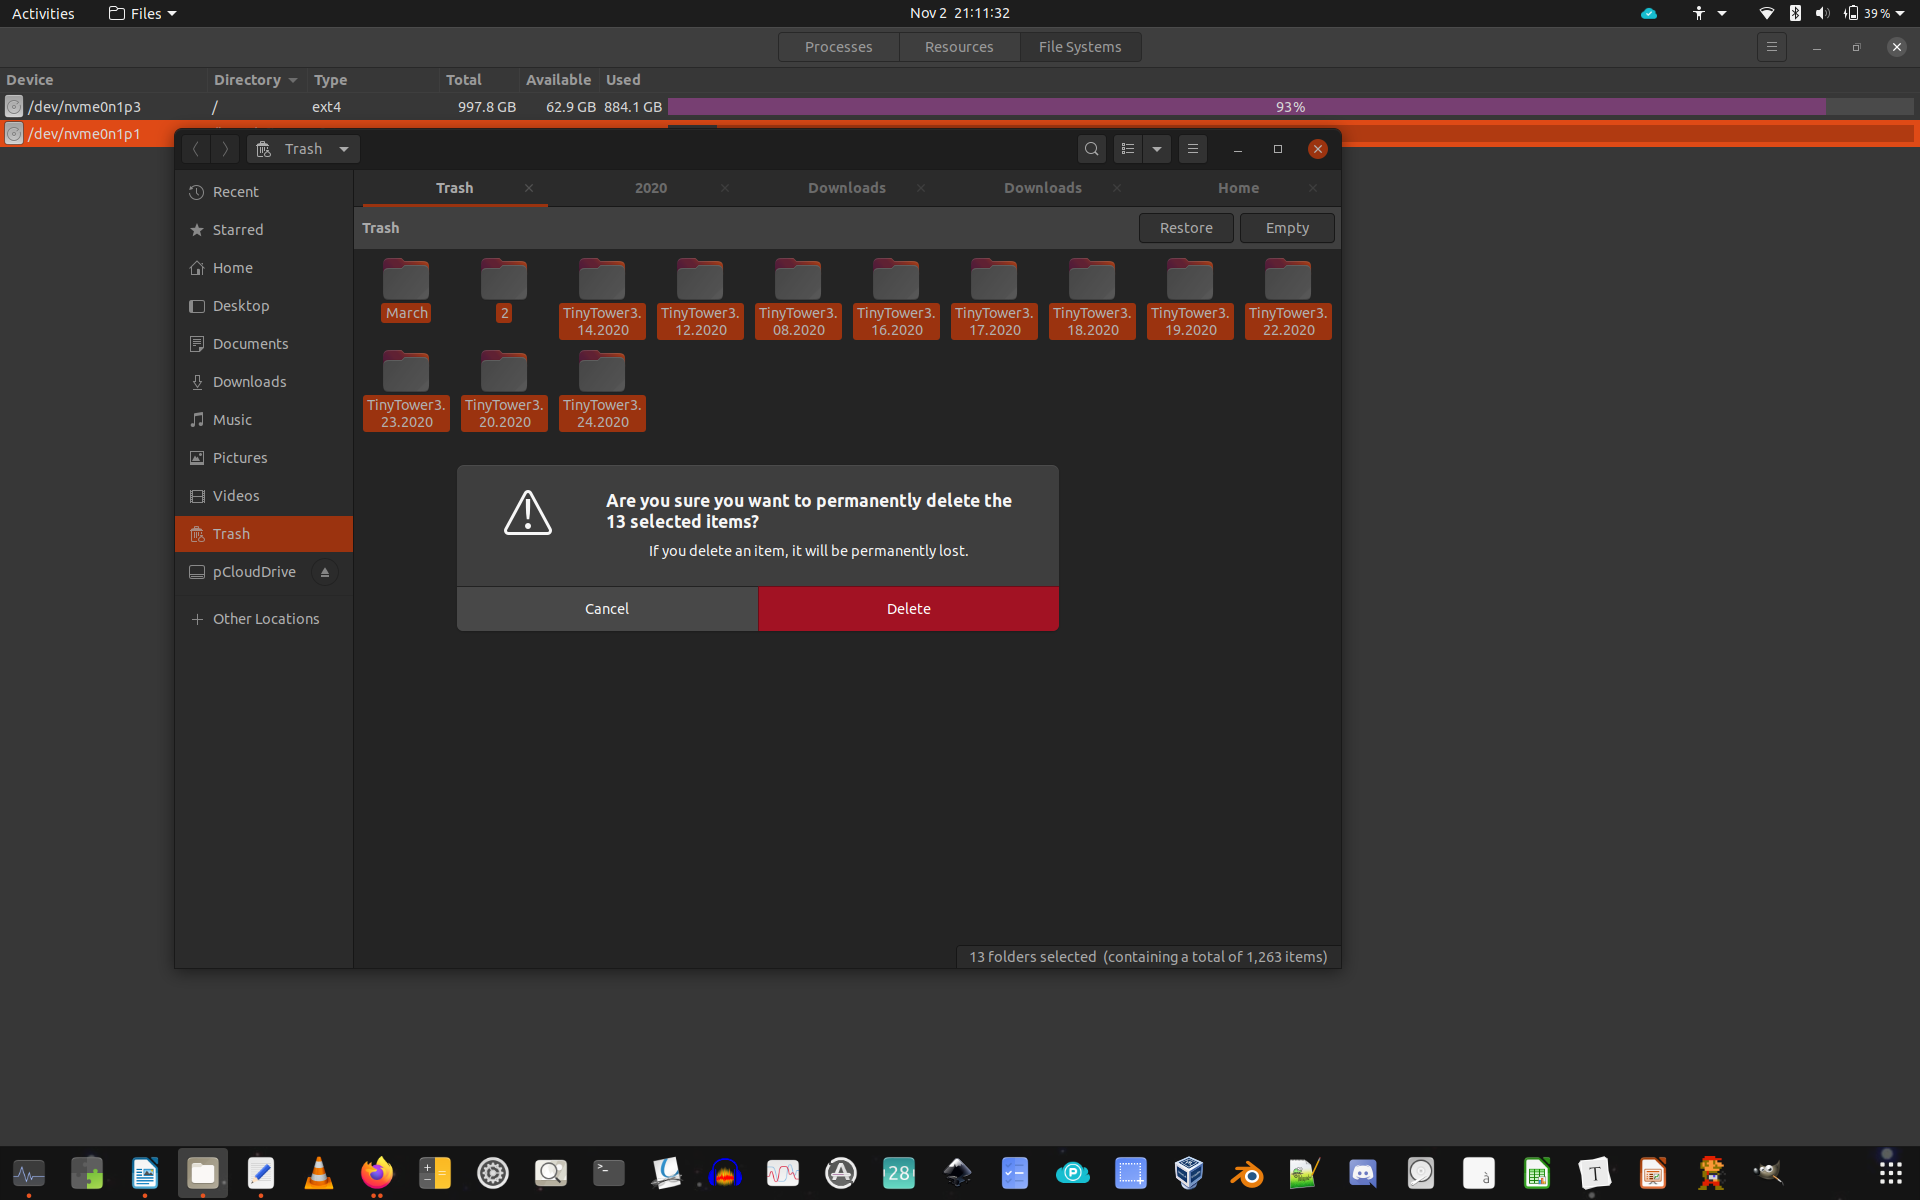 Activities
Files
Nov 2 21:11:32
39 %
Processes
Resources
File Systems
Device
Directory
Type
Total
Available
Used
/dev/nvme0n1p3
/
ext4
997.8 GB
62.9 GB
884.1 GB
93%
/dev/nvme0n1p1
Trash
Recent
Starred
Home
Desktop
Documents
Downloads
Music
Pictures
Videos
Trash
pCloudDrive
Other Locations
Trash
2020
Downloads
Downloads
Home
Trash
Restore
Empty
March
2
TinyTower3.
14.2020
TinyTower3.
12.2020
TinyTower3.
08.2020
TinyTower3.
16.2020
TinyTower3.
17.2020
TinyTower3.
18.2020
TinyTower3.
19.2020
TinyTower3.
22.2020
TinyTower3.
23.2020
TinyTower3.
20.2020
TinyTower3.
24.2020
Are you sure you want to permanently delete the
13 selected items?
If you delete an item, it will be permanently lost.
Cancel
Delete
13 folders selected (containing a total of 1,263 items)
28
à
T